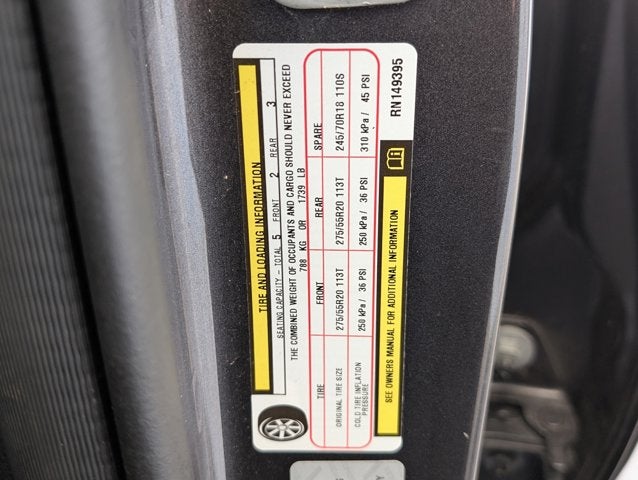 TIRE AND LOADING INFORMATION
SEATING CAPACITY - TOTAL 5 FRONT 2 REAR 3
THE COMBINED WEIGHT OF OCCUPANTS AND CARGO SHOULD NEVER EXCEED
788 KG OR 1739 LB
TIRE FRONT REAR SPARE
ORIGINAL TIRE SIZE 275/55R20 113T 275/55R20 113T 245/70R18 110S
COLD TIRE INFLATION PRESSURE 250 kPa / 36 PSI 250 kPa / 36 PSI 310 kPa / 45 PSI
SEE OWNERS MANUAL FOR ADDITIONAL INFORMATION
RN149395